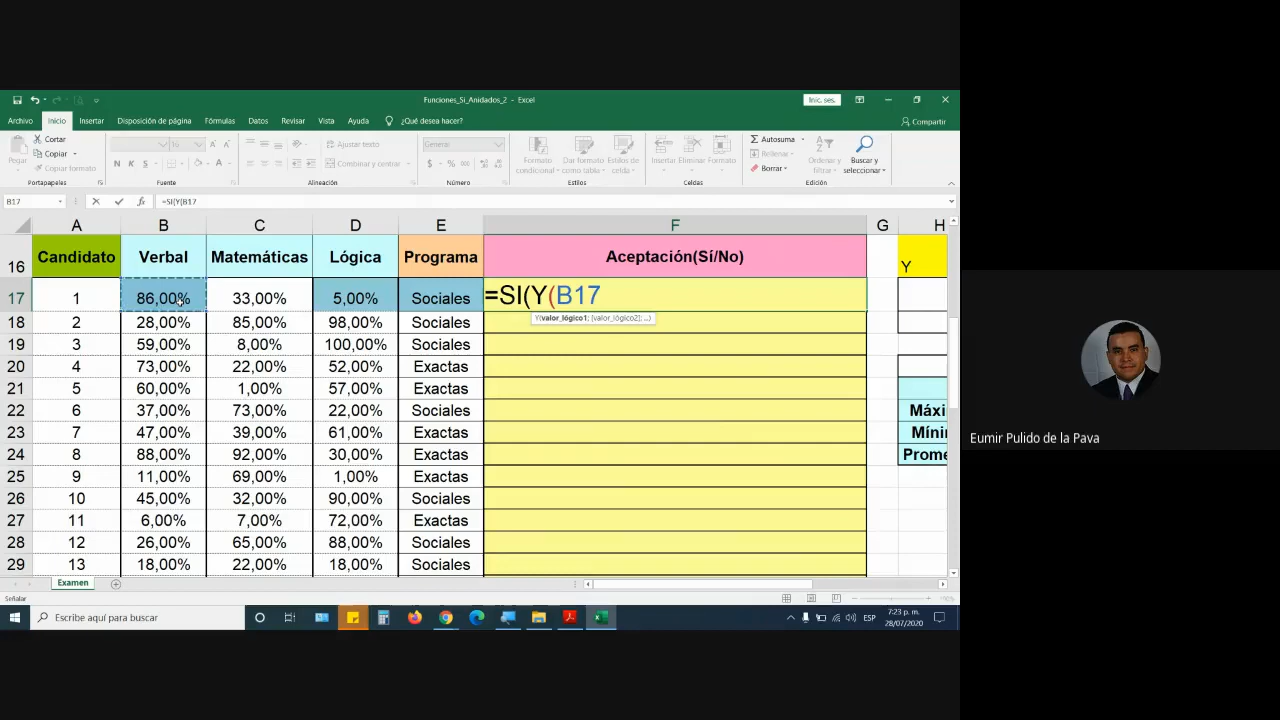 Funciones_Si_Anidados_2 - Excel
Inic. ses.
Archivo Inicio Insertar Disposición de página Fórmulas Datos Revisar Vista Ayuda ¿Qué desea hacer? Compartir
Pegar
Cortar
Copiar
Copiar formato
Portapapeles
N K S
Fuente
Ajustar texto
Combinar y centrar
Alineación
General
$ % 000
Número
Formato condicional
Dar formato como tabla
Estilos de celda
Estilos
Insertar Eliminar Formato
Celdas
Autosuma
Rellenar
Borrar
Ordenar y filtrar
Buscar y seleccionar
Edición
B17 fx =SI(Y(B17
A B C D E F G H
16 Candidato Verbal Matemáticas Lógica Programa Aceptación(Sí/No) Y
17 1 86,00% 33,00% 5,00% Sociales =SI(Y(B17
Y(valor_lógico1; [valor_lógico2]; ...)
18 2 28,00% 85,00% 98,00% Sociales
19 3 59,00% 8,00% 100,00% Sociales
20 4 73,00% 22,00% 52,00% Exactas
21 5 60,00% 1,00% 57,00% Exactas
22 6 37,00% 73,00% 22,00% Sociales Máxi
23 7 47,00% 39,00% 61,00% Exactas Míni
24 8 88,00% 92,00% 30,00% Exactas Prome
25 9 11,00% 69,00% 1,00% Exactas
26 10 45,00% 32,00% 90,00% Sociales
27 11 6,00% 7,00% 72,00% Exactas
28 12 26,00% 65,00% 88,00% Sociales
29 13 18,00% 22,00% 18,00% Sociales
Examen
Señalar
Escribe aquí para buscar
ESP
7:23 p. m.
28/07/2020
Eumir Pulido de la Pava